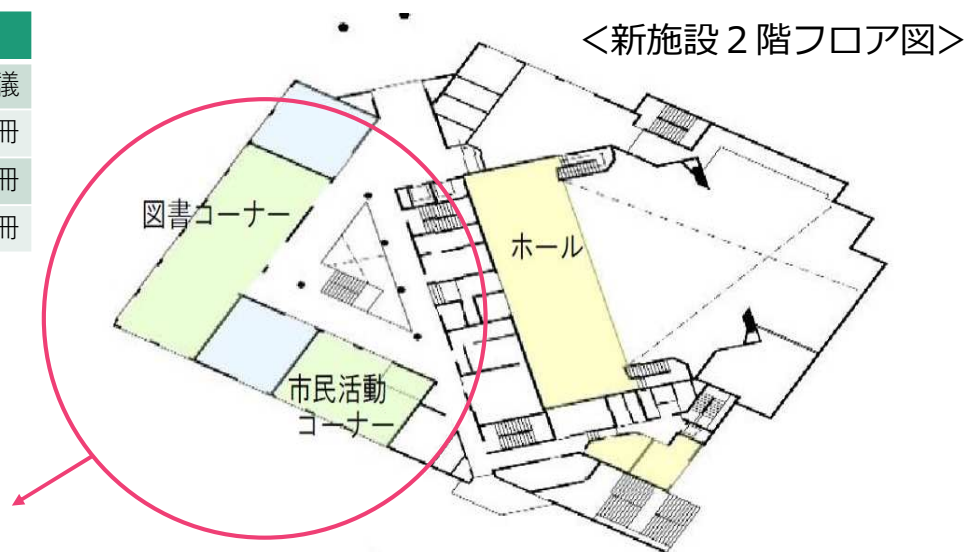 <新施設2階フロア図>
議
冊
冊
冊
図書コーナー
ホール
市民活動
コーナー